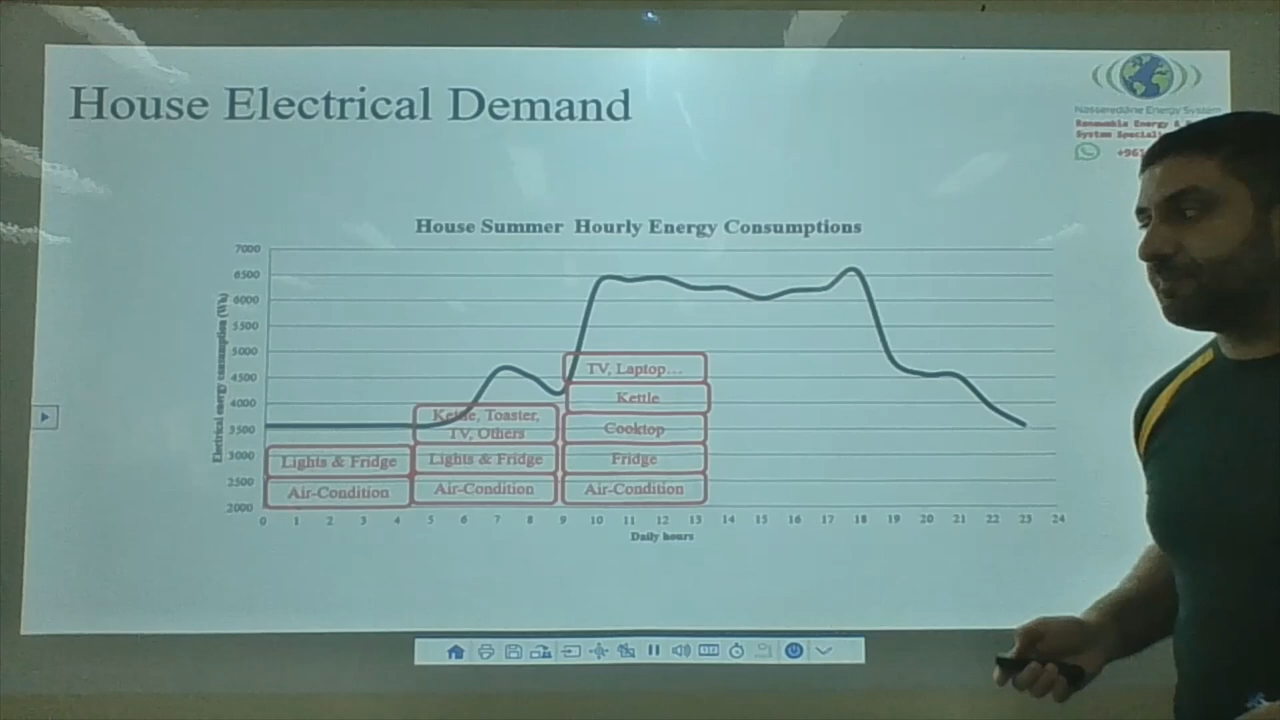 House Electrical Demand
Nassereddine Energy System
Renewable Energy &
System
+961
House Summer Hourly Energy Consumptions
Electrical energy consumption (Wh)
7000
6500
6000
5500
5000
4500
4000
3500
3000
2500
2000
TV, Laptop...
Kettle
Kettle, Toaster,
TV, Others
Cooktop
Lights & Fridge
Lights & Fridge
Fridge
Air-Condition
Air-Condition
Air-Condition
0 1 2 3 4 5 6 7 8 9 10 11 12 13 14 15 16 17 18 19 20 21 22 23 24
Daily hours